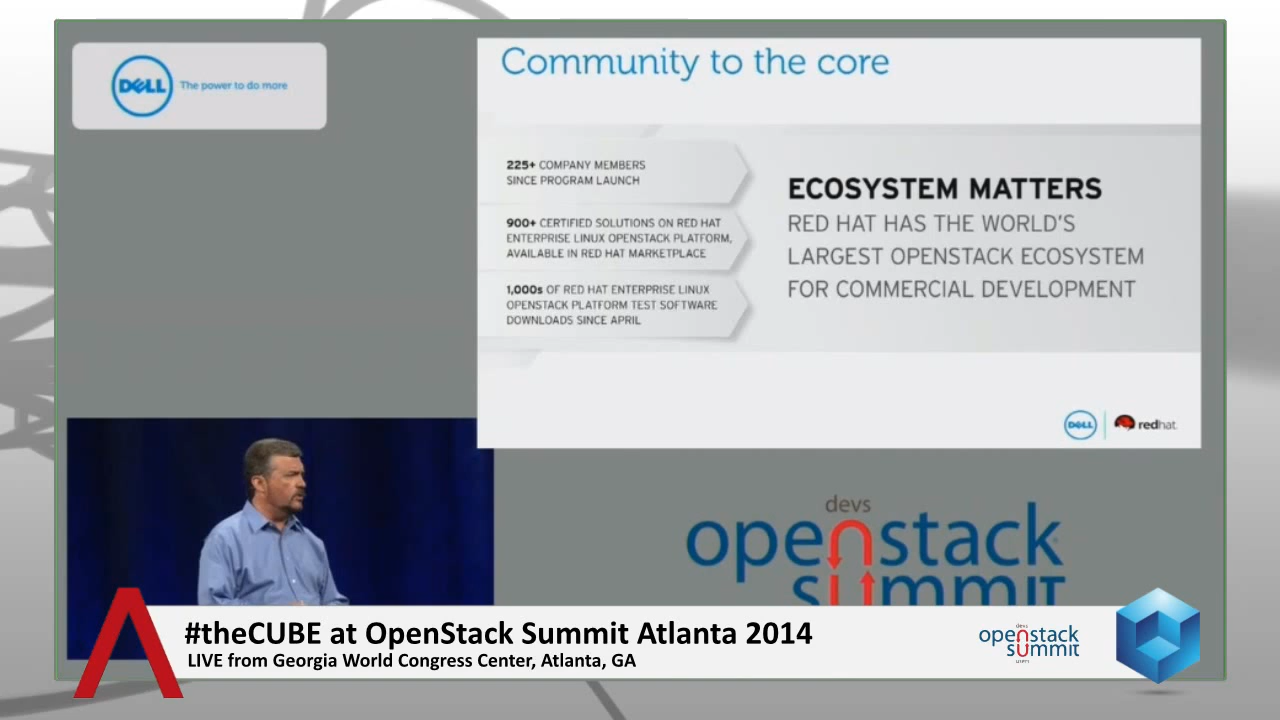 DELL
The power to do more
Community to the core
225+ COMPANY MEMBERS
SINCE PROGRAM LAUNCH
900+ CERTIFIED SOLUTIONS ON RED HAT
ENTERPRISE LINUX OPENSTACK PLATFORM,
AVAILABLE IN RED HAT MARKETPLACE
1,000s OF RED HAT ENTERPRISE LINUX
OPENSTACK PLATFORM TEST SOFTWARE
DOWNLOADS SINCE APRIL
ECOSYSTEM MATTERS
RED HAT HAS THE WORLD'S
LARGEST OPENSTACK ECOSYSTEM
FOR COMMERCIAL DEVELOPMENT
DELL
redhat.
devs
openstack
summit
#theCUBE at OpenStack Summit Atlanta 2014
LIVE from Georgia World Congress Center, Atlanta, GA
devs
openstack
summit